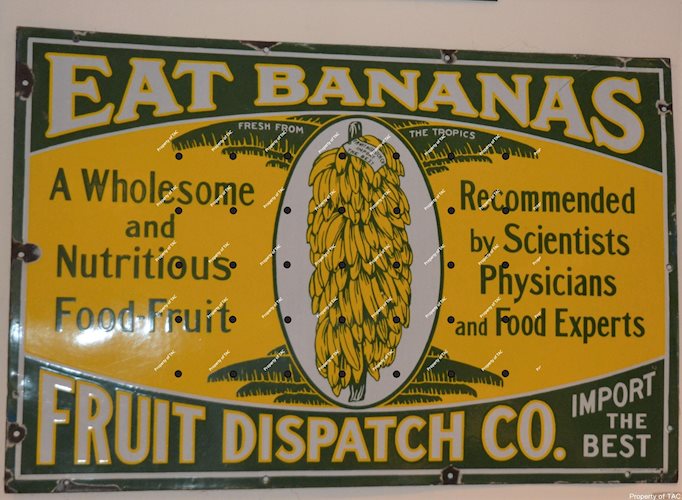 EAT BANANAS
FRESH FROM THE TROPICS
A Wholesome
and
Nutritious
Food-Fruit
Recommended
by Scientists
Physicians
and Food Experts
FRUIT DISPATCH CO.
IMPORT
THE
BEST
Property of TAC